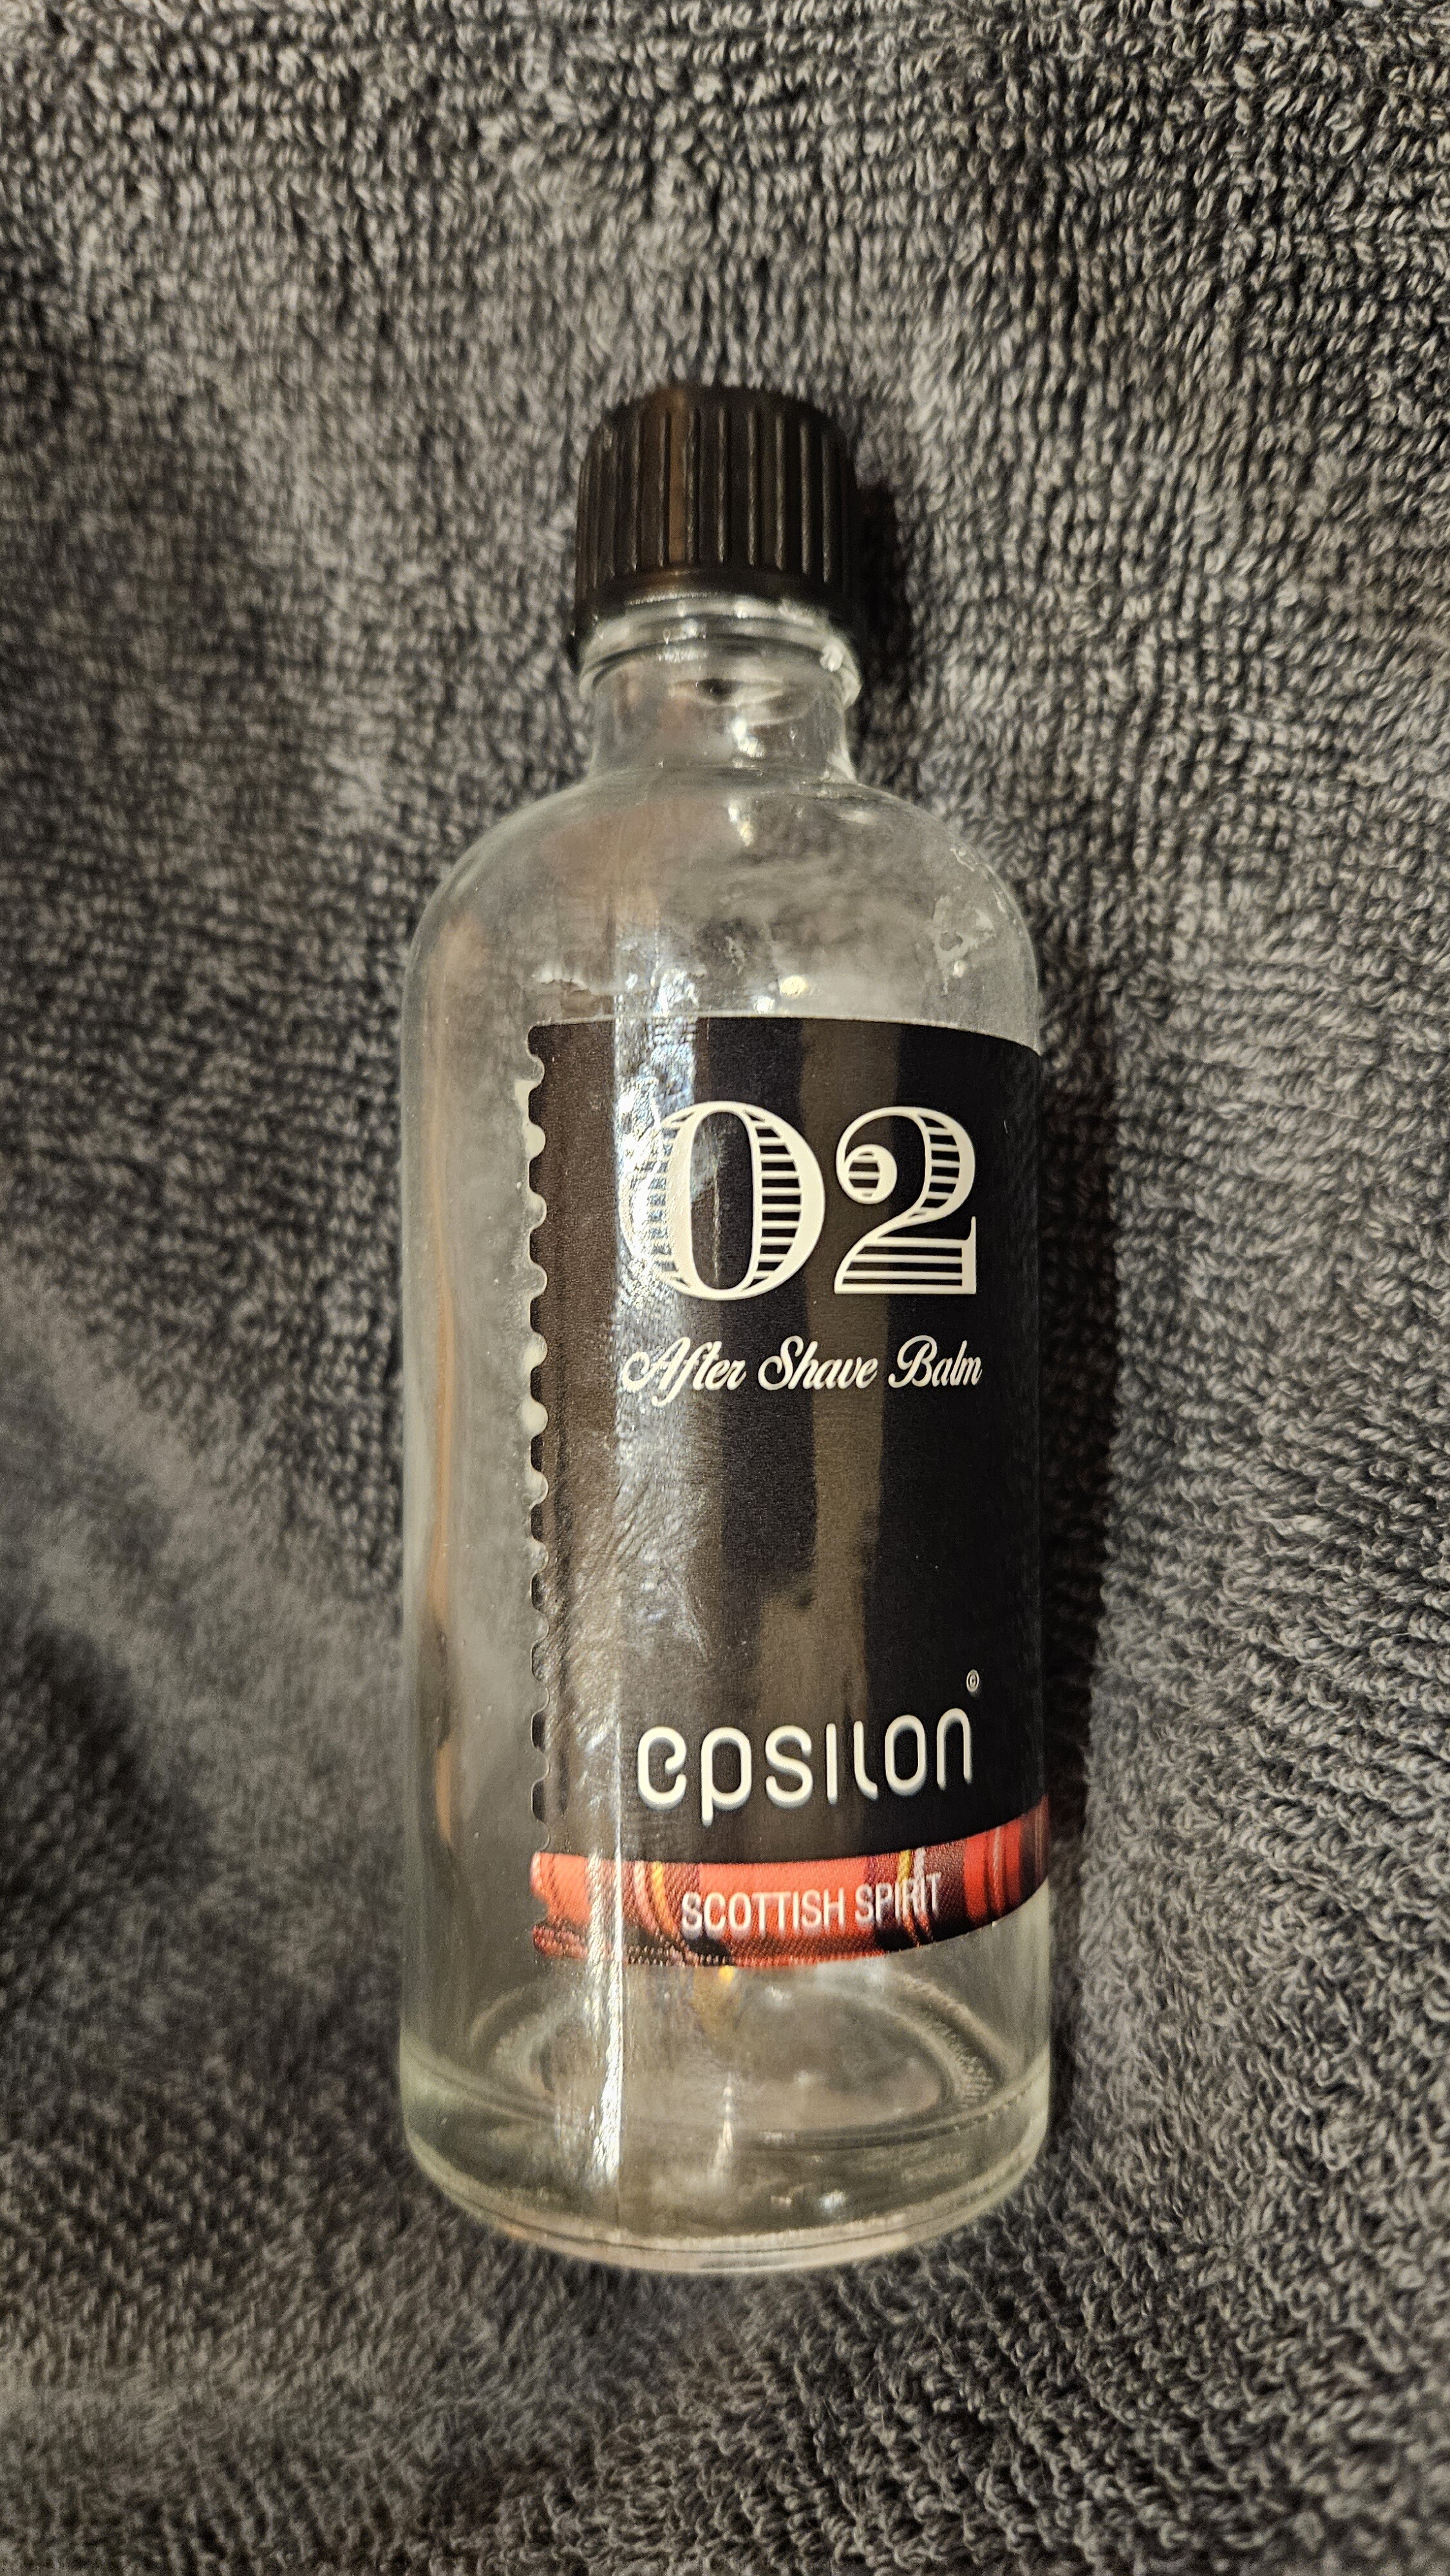 02
After Shave Balm
©
epsilon
SCOTTISH SPIRIT